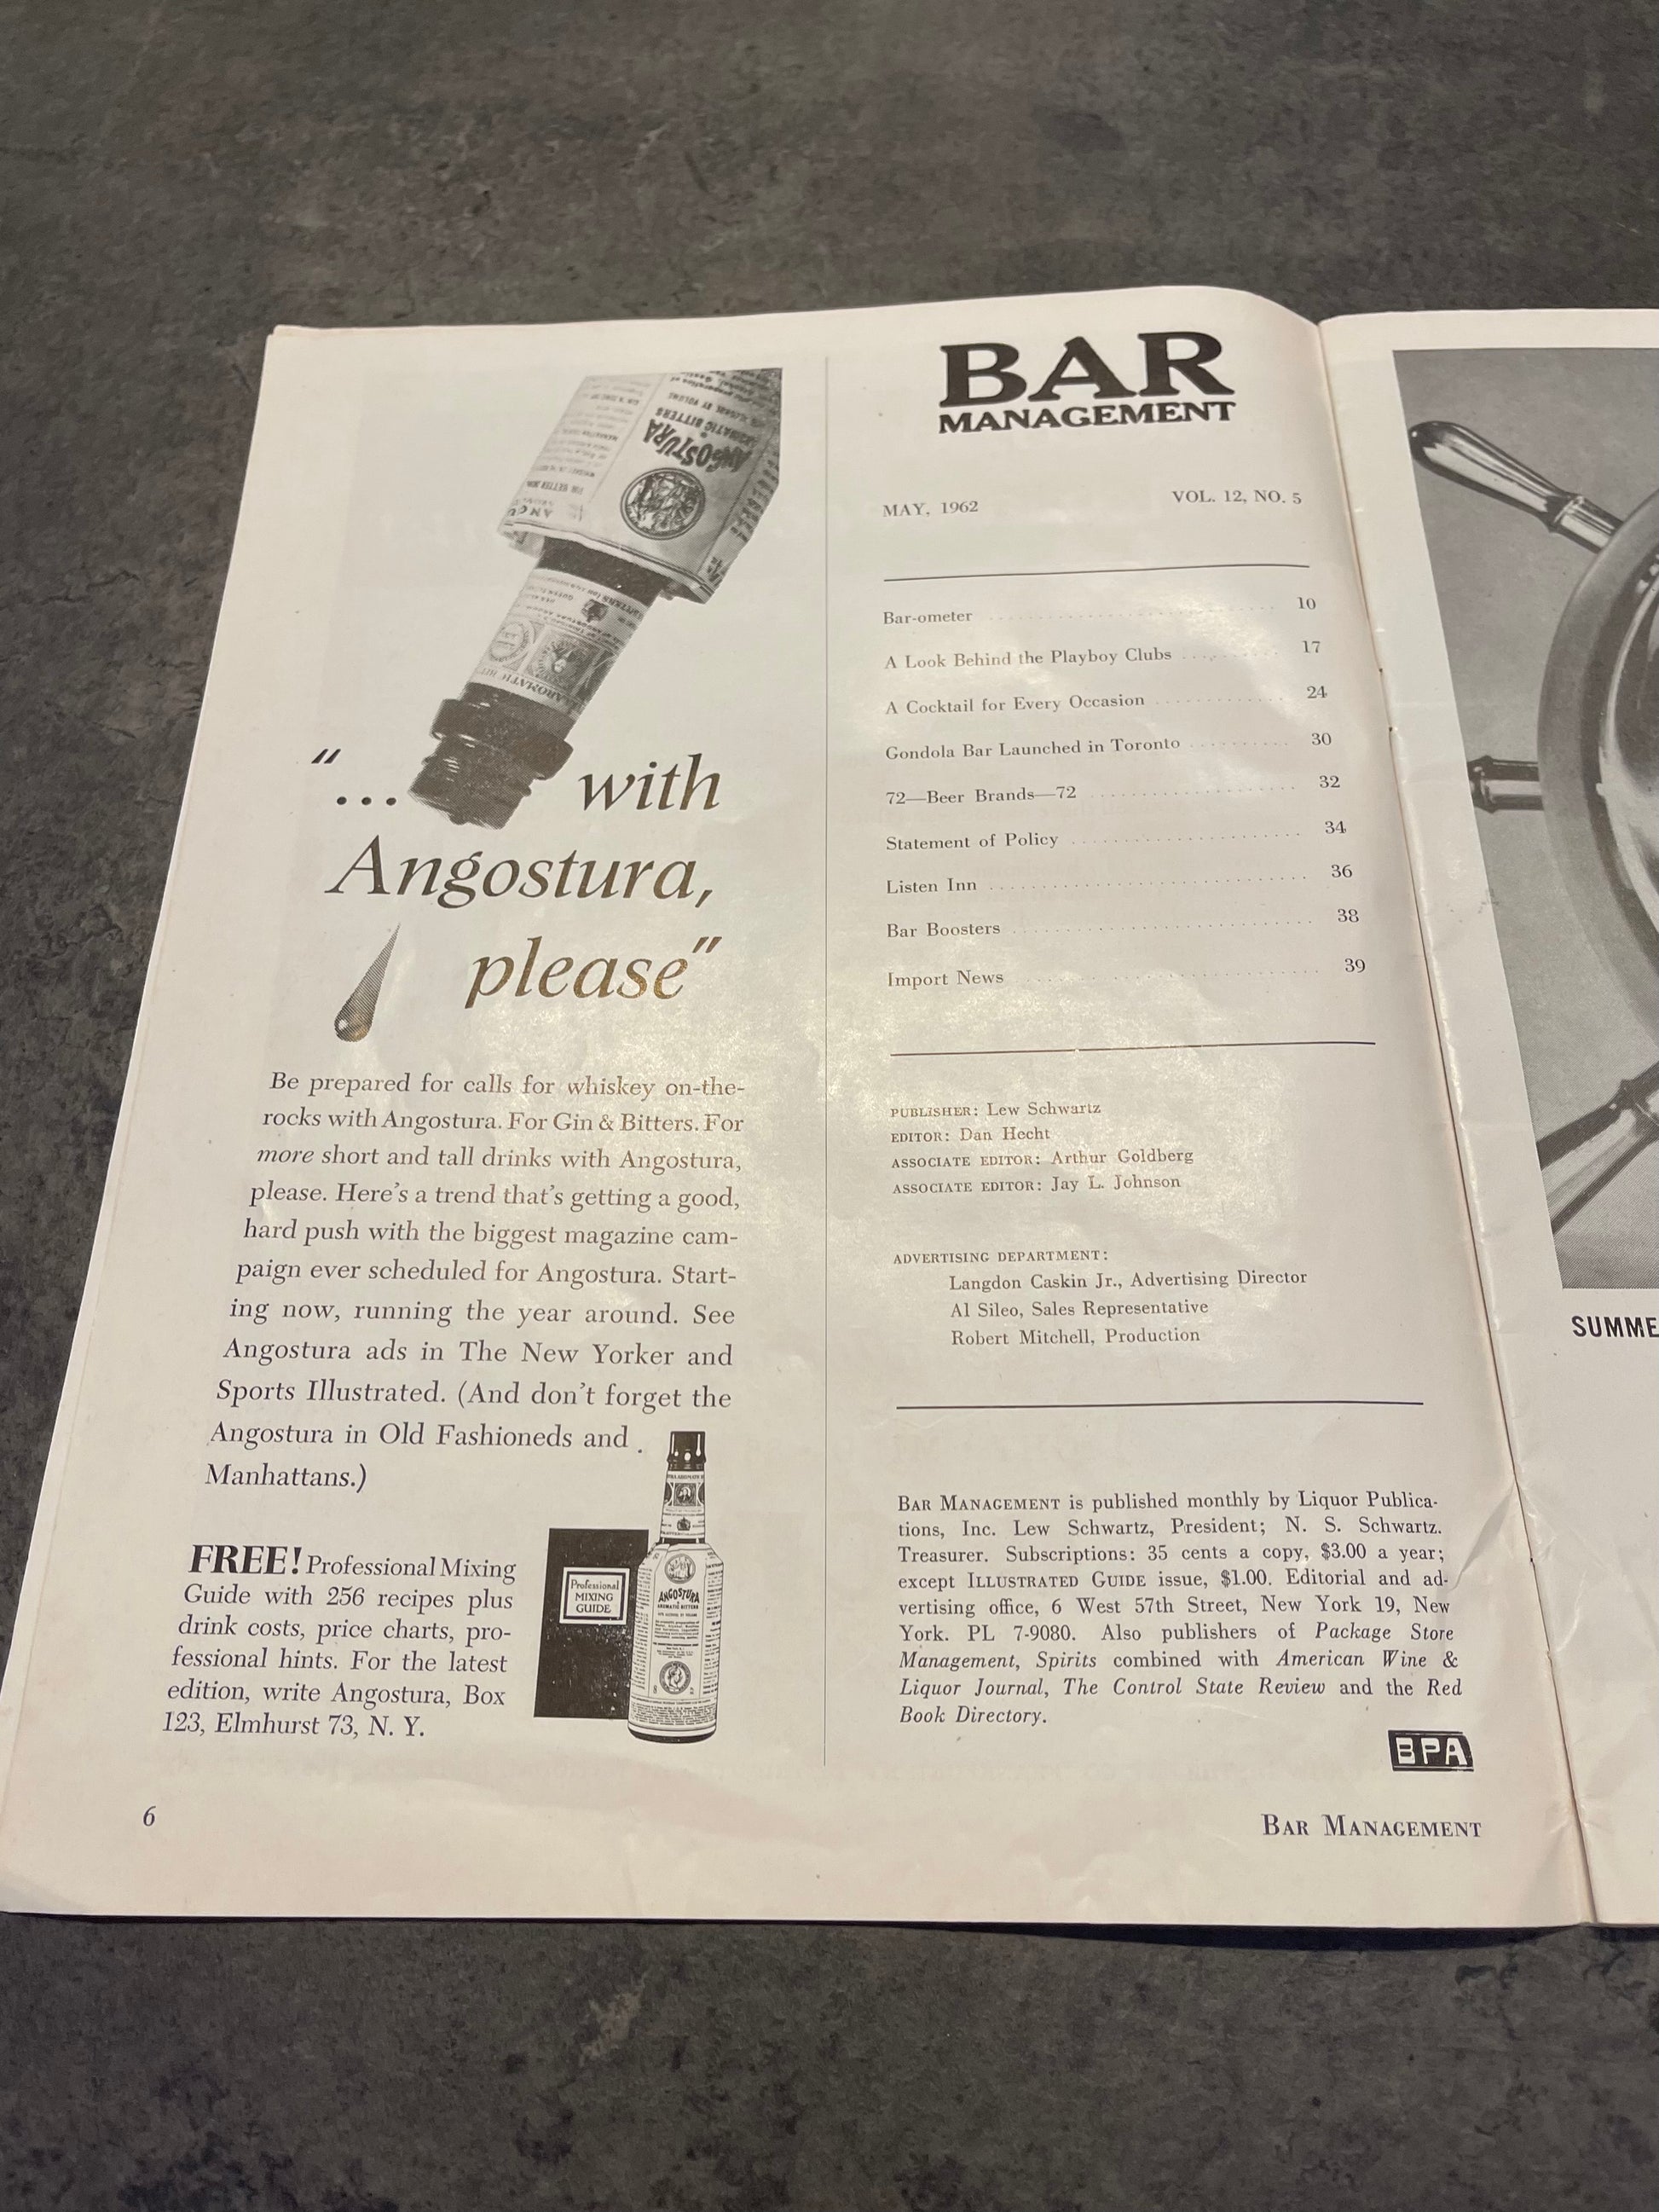 " ... with
Angostura,
please"
Be prepared for calls for whiskey on-the-
rocks with Angostura. For Gin & Bitters. For
more short and tall drinks with Angostura,
please. Here's a trend that's getting a good,
hard push with the biggest magazine cam-
paign ever scheduled for Angostura. Start-
ing now, running the year around. See
Angostura ads in The New Yorker and
Sports Illustrated. (And don't forget the
Angostura in Old Fashioneds and
Manhattans.)
FREE! Professional Mixing
Guide with 256 recipes plus
drink costs, price charts, pro-
fessional hints. For the latest
edition, write Angostura, Box
123, Elmhurst 73, N. Y.
Professional
MIXING
GUIDE
ANGOSTURA
AROMATIC BITTERS
ANGOSTURA
AROMATIC BITTERS
6
BAR
MANAGEMENT
MAY, 1962 VOL. 12, NO. 5
Bar-ometer 10
A Look Behind the Playboy Clubs 17
A Cocktail for Every Occasion 24
Gondola Bar Launched in Toronto 30
72—Beer Brands—72 32
Statement of Policy 34
Listen Inn 36
Bar Boosters 38
Import News 39
PUBLISHER: Lew Schwartz
EDITOR: Dan Hecht
ASSOCIATE EDITOR: Arthur Goldberg
ASSOCIATE EDITOR: Jay L. Johnson
ADVERTISING DEPARTMENT:
Langdon Caskin Jr., Advertising Director
Al Sileo, Sales Representative
Robert Mitchell, Production
BAR MANAGEMENT is published monthly by Liquor Publica-
tions, Inc. Lew Schwartz, President; N. S. Schwartz.
Treasurer. Subscriptions: 35 cents a copy, $3.00 a year;
except ILLUSTRATED GUIDE issue, $1.00. Editorial and ad-
vertising office, 6 West 57th Street, New York 19, New
York. PL 7-9080. Also publishers of Package Store
Management, Spirits combined with American Wine &
Liquor Journal, The Control State Review and the Red
Book Directory.
BPA
BAR MANAGEMENT
SUMME